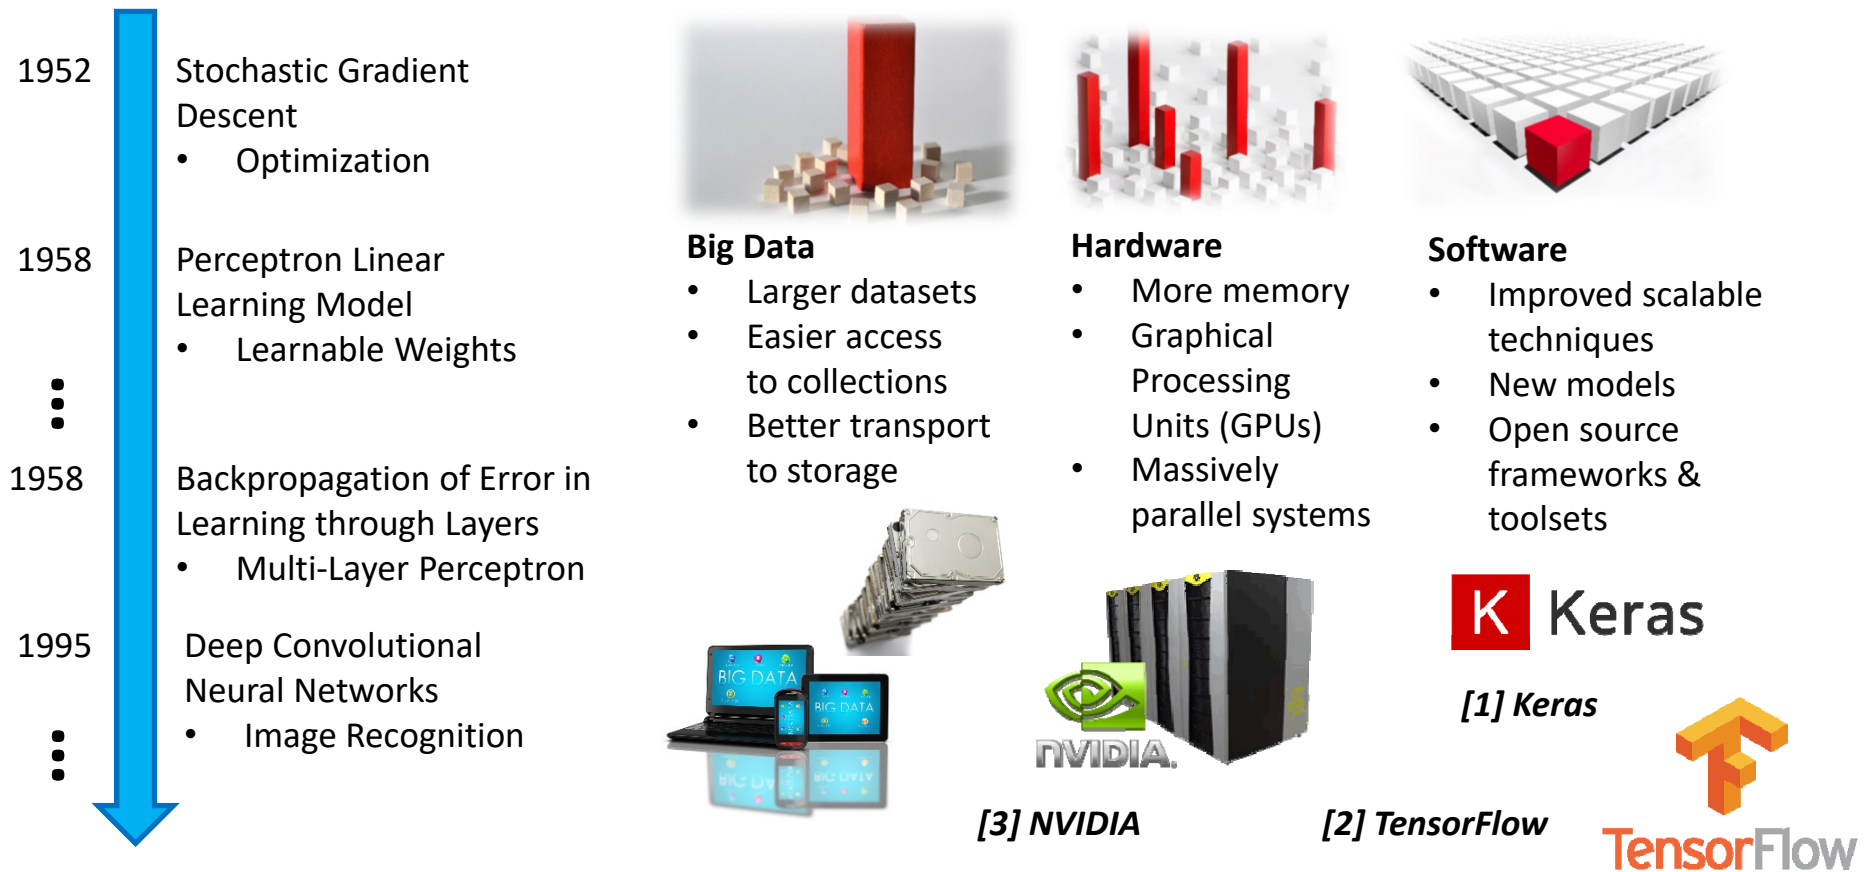 1952
Stochastic Gradient
Descent
• Optimization
1958
Perceptron Linear
Learning Model
• Learnable Weights
1958
Backpropagation of Error in
Learning through Layers
• Multi-Layer Perceptron
1995
Deep Convolutional
Neural Networks
• Image Recognition
Big Data
• Larger datasets
• Easier access
to collections
• Better transport
to storage
BIG DATA
BIG DATA
Hardware
• More memory
• Graphical
Processing
Units (GPUs)
• Massively
parallel systems
NVIDIA.
[3] NVIDIA
Software
• Improved scalable
techniques
• New models
• Open source
frameworks &
toolsets
K Keras
[1] Keras
[2] TensorFlow
TensorFlow